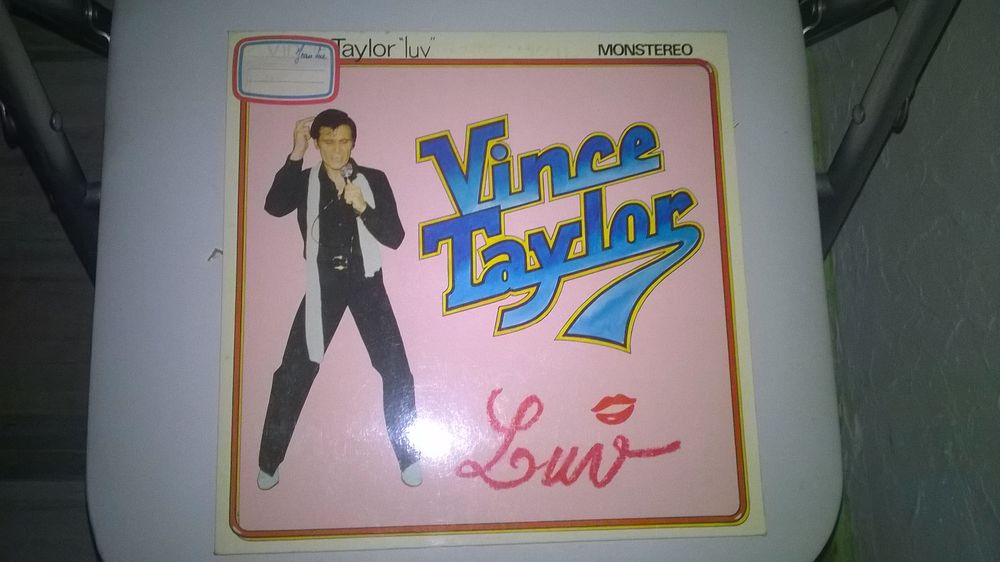 Taylor "luv"
MONSTEREO
Vince
Taylor
Luv